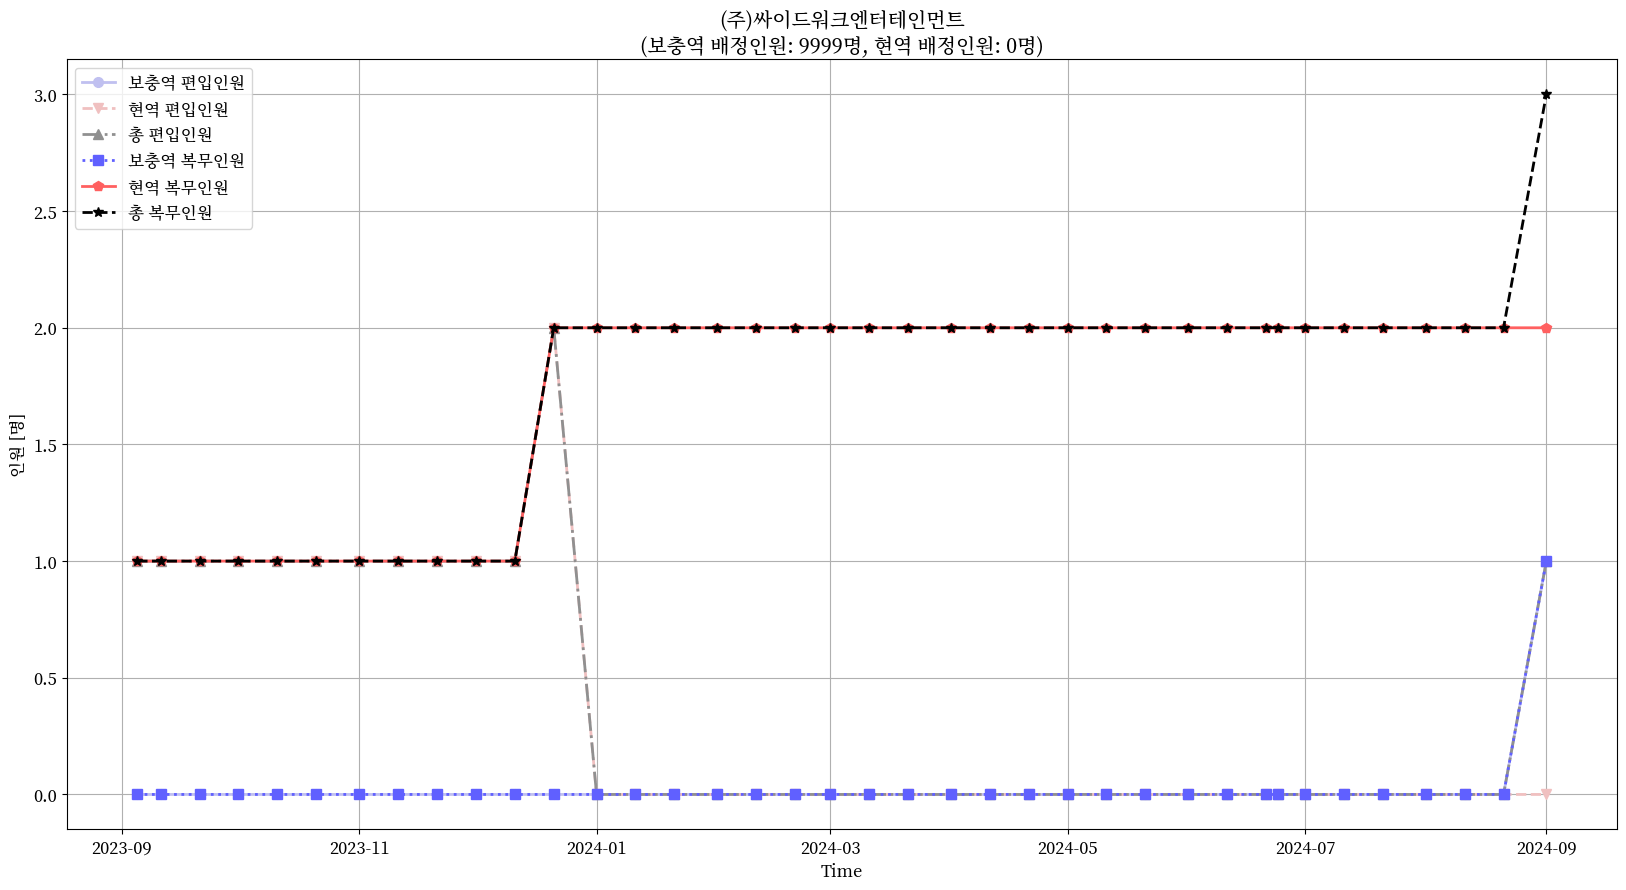 (주)싸이드워크엔터테인먼트
(보충역 배정인원: 9999명, 현역 배정인원: 0명)
보충역 편입인원
현역 편입인원
총 편입인원
보충역 복무인원
현역 복무인원
총 복무인원
3.0
2.5
2.0
1.5
1.0
0.5
0.0
인원 [명]
2023-09 2023-11 2024-01 2024-03 2024-05 2024-07 2024-09
Time